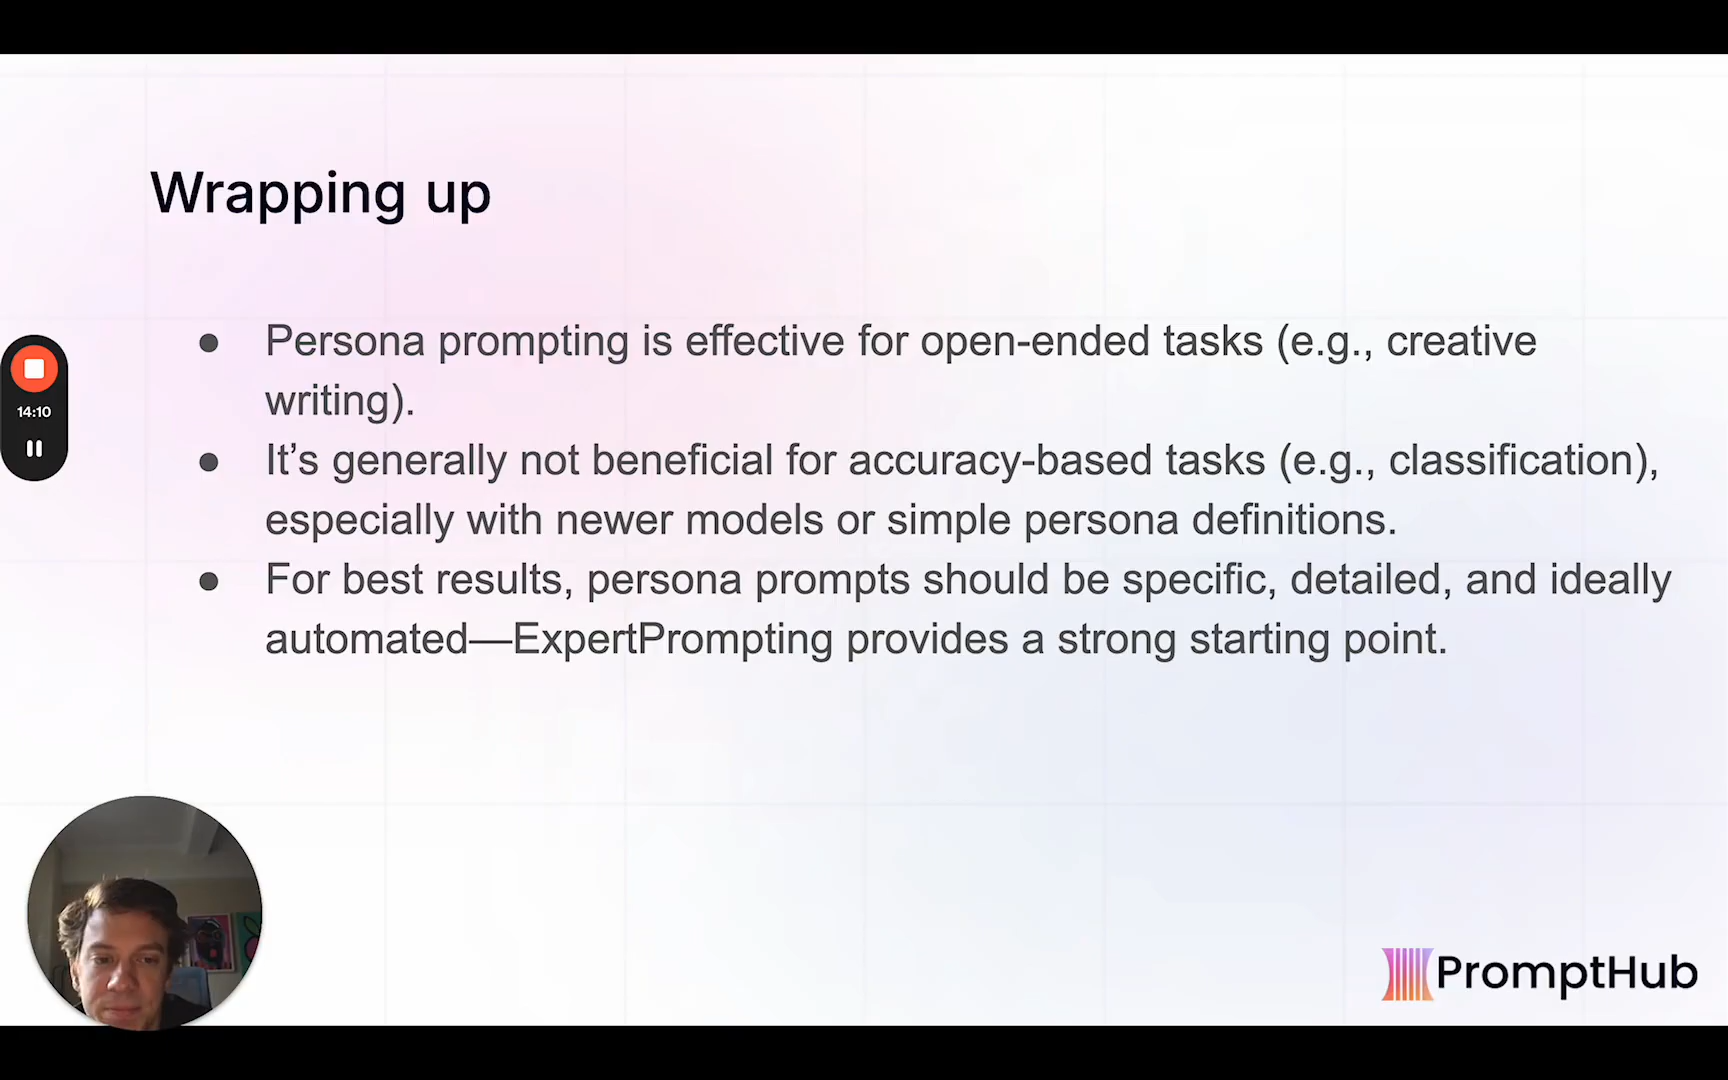 Wrapping up
● Persona prompting is effective for open-ended tasks (e.g., creative
writing).
● It’s generally not beneficial for accuracy-based tasks (e.g., classification),
especially with newer models or simple persona definitions.
● For best results, persona prompts should be specific, detailed, and ideally
automated—ExpertPrompting provides a strong starting point.
14:10
PromptHub